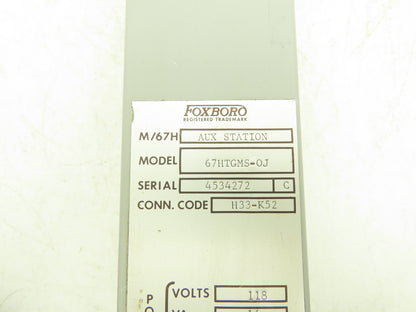 FOXBORO
REGISTERED TRADEMARK
M/67H AUX STATION
MODEL 67HTGMS-OJ
SERIAL 4534272 C
CONN. CODE H33-K52
VOLTS 118